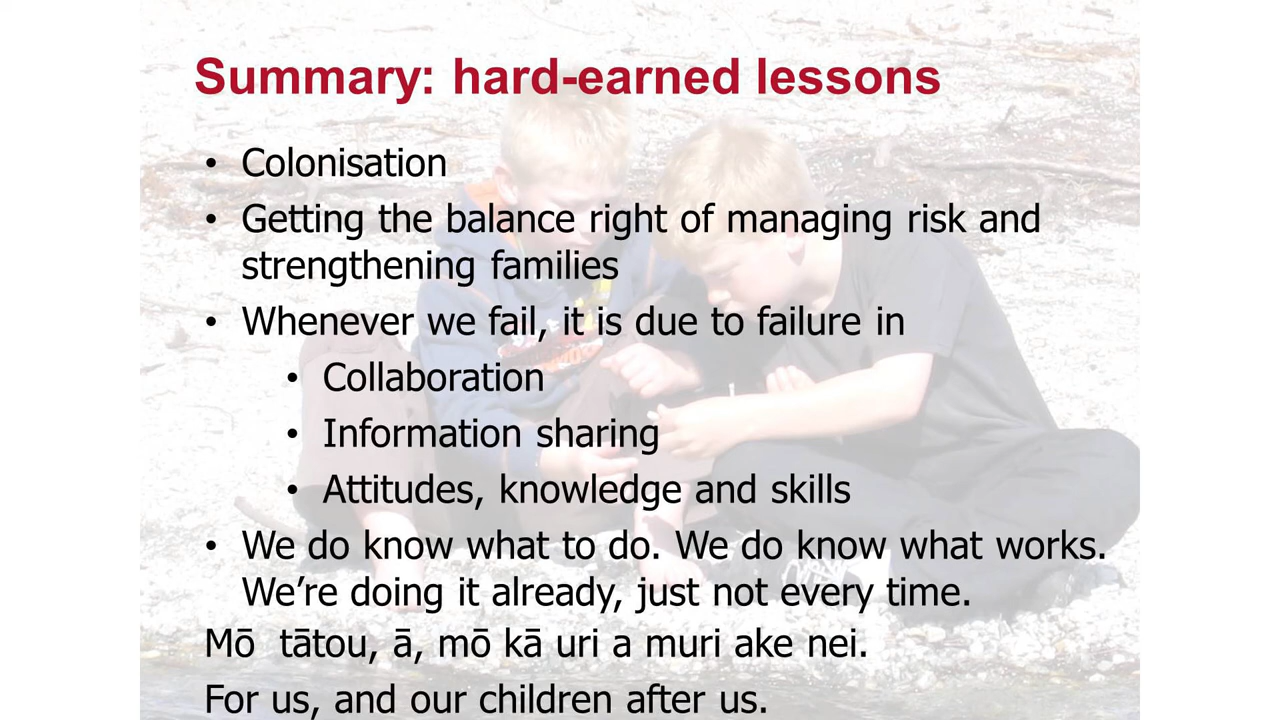 Summary: hard-earned lessons
• Colonisation
• Getting the balance right of managing risk and
strengthening families
• Whenever we fail, it is due to failure in
• Collaboration
• Information sharing
• Attitudes, knowledge and skills
• We do know what to do. We do know what works.
We’re doing it already, just not every time.
Mō  tātou, ā, mō kā uri a muri ake nei.
For us, and our children after us.